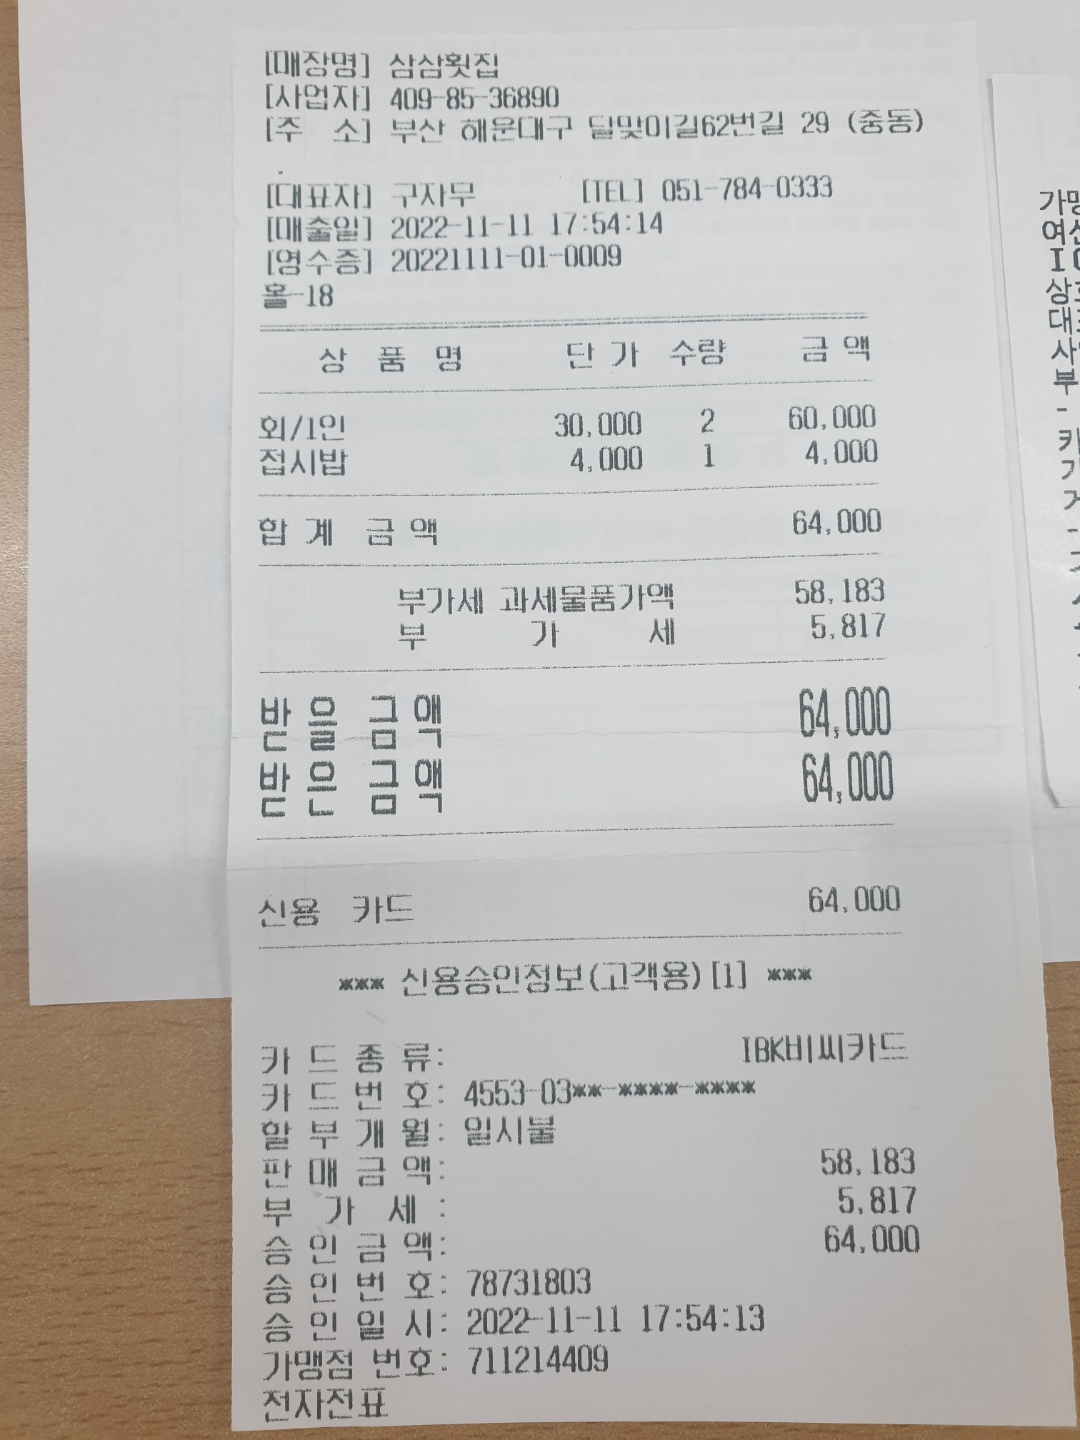 [매장명] 삼삼횟집
[사업자] 409-85-36890
[주 소] 부산 해운대구 달맞이길62번길 29 (중동)
[대표자] 구자무 [TEL] 051-784-0333
[매출일] 2022-11-11 17:54:14
[영수증] 20221111-01-0009
홀-18
상 품 명 단 가 수량 금 액
회/1인 30,000 2 60,000
접시밥 4,000 1 4,000
합 계 금 액 64,000
부가세 과세물품가액 58,183
부 가 세 5,817
받 을 금 액 64,000
받 은 금 액 64,000
신용 카드 64,000
*** 신용승인정보(고객용) [1] ***
카 드 종 류: IBK비씨카드
카 드 번 호: 4553-03**-****-****
할 부 개 월: 일시불
판 매 금 액: 58,183
부 가 세 : 5,817
승 인 금 액: 64,000
승 인 번 호: 78731803
승 인 일 시: 2022-11-11 17:54:13
가맹점 번호: 711214409
전자전표
가맹
상호
부
-